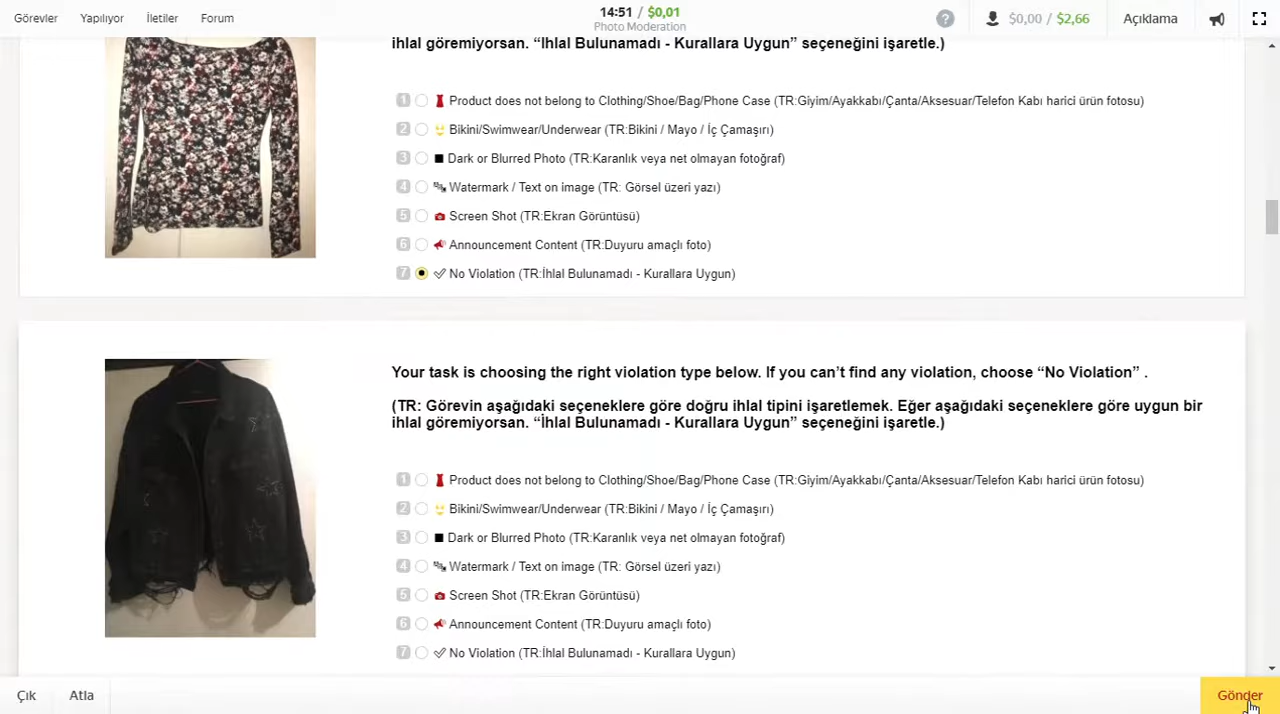 Görevler Yapılıyor İletiler Forum
14:51 / $0,01
Photo Moderation
? $0,00 / $2,66 Açıklama
ihlal göremiyorsan. “İhlal Bulunamadı - Kurallara Uygun” seçeneğini işaretle.)
1 Product does not belong to Clothing/Shoe/Bag/Phone Case (TR:Giyim/Ayakkabı/Çanta/Aksesuar/Telefon Kabı harici ürün fotosu)
2 Bikini/Swimwear/Underwear (TR:Bikini / Mayo / İç Çamaşırı)
3 Dark or Blurred Photo (TR:Karanlık veya net olmayan fotoğraf)
4 Watermark / Text on image (TR: Görsel üzeri yazı)
5 Screen Shot (TR:Ekran Görüntüsü)
6 Announcement Content (TR:Duyuru amaçlı foto)
7 No Violation (TR:İhlal Bulunamadı - Kurallara Uygun)
Your task is choosing the right violation type below. If you can’t find any violation, choose “No Violation” .
(TR: Görevin aşağıdaki seçeneklere göre doğru ihlal tipini işaretlemek. Eğer aşağıdaki seçeneklere göre uygun bir
ihlal göremiyorsan. “İhlal Bulunamadı - Kurallara Uygun” seçeneğini işaretle.)
1 Product does not belong to Clothing/Shoe/Bag/Phone Case (TR:Giyim/Ayakkabı/Çanta/Aksesuar/Telefon Kabı harici ürün fotosu)
2 Bikini/Swimwear/Underwear (TR:Bikini / Mayo / İç Çamaşırı)
3 Dark or Blurred Photo (TR:Karanlık veya net olmayan fotoğraf)
4 Watermark / Text on image (TR: Görsel üzeri yazı)
5 Screen Shot (TR:Ekran Görüntüsü)
6 Announcement Content (TR:Duyuru amaçlı foto)
7 No Violation (TR:İhlal Bulunamadı - Kurallara Uygun)
Çık Atla Gönder